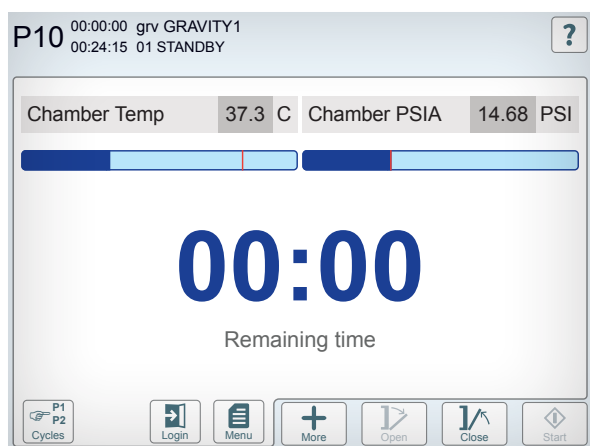 P10 00:00:00 grv GRAVITY1
00:24:15 01 STANDBY
?
Chamber Temp 37.3 C Chamber PSIA 14.68 PSI
00:00
Remaining time
P1
P2
Cycles Login Menu More Open Close Start